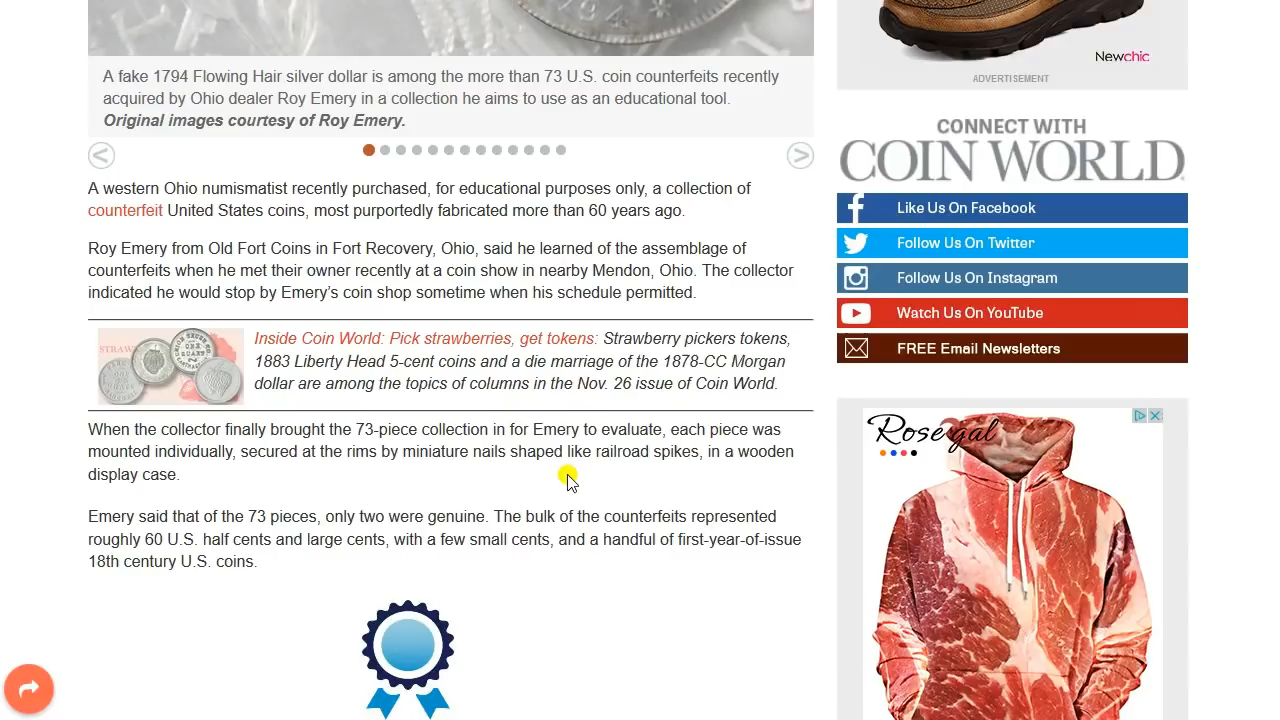 A fake 1794 Flowing Hair silver dollar is among the more than 73 U.S. coin counterfeits recently
acquired by Ohio dealer Roy Emery in a collection he aims to use as an educational tool.
Original images courtesy of Roy Emery.
A western Ohio numismatist recently purchased, for educational purposes only, a collection of
counterfeit United States coins, most purportedly fabricated more than 60 years ago.
Roy Emery from Old Fort Coins in Fort Recovery, Ohio, said he learned of the assemblage of
counterfeits when he met their owner recently at a coin show in nearby Mendon, Ohio. The collector
indicated he would stop by Emery’s coin shop sometime when his schedule permitted.
Inside Coin World: Pick strawberries, get tokens: Strawberry pickers tokens,
1883 Liberty Head 5-cent coins and a die marriage of the 1878-CC Morgan
dollar are among the topics of columns in the Nov. 26 issue of Coin World.
When the collector finally brought the 73-piece collection in for Emery to evaluate, each piece was
mounted individually, secured at the rims by miniature nails shaped like railroad spikes, in a wooden
display case.
Emery said that of the 73 pieces, only two were genuine. The bulk of the counterfeits represented
roughly 60 U.S. half cents and large cents, with a few small cents, and a handful of first-year-of-issue
18th century U.S. coins.
Newchic
ADVERTISEMENT
CONNECT WITH
COIN WORLD
Like Us On Facebook
Follow Us On Twitter
Follow Us On Instagram
Watch Us On YouTube
FREE Email Newsletters
Rosegal